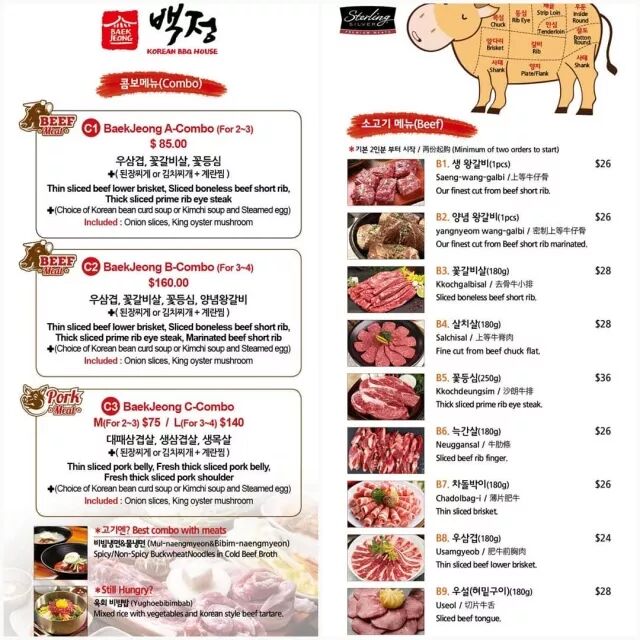 BAEK
JEONG
백정
KOREAN BBQ HOUSE
콤보메뉴(Combo)
BEEF
Meat
C1 BaekJeong A-Combo (For 2~3)
$ 85.00
우삼겹, 꽃갈비살, 꽃등심
✚(된장찌개 or 김치찌개 + 계란찜)
Thin sliced beef lower brisket, Sliced boneless beef short rib,
Thick sliced prime rib eye steak
✚(Choice of Korean bean curd soup or Kimchi soup and Steamed egg)
Included : Onion slices, King oyster mushroom
BEEF
Meat
C2 BaekJeong B-Combo (For 3~4)
$160.00
우삼겹, 꽃갈비살, 꽃등심, 양념왕갈비
✚(된장찌게 or 김치찌개 + 계란찜)
Thin sliced beef lower brisket, Sliced boneless beef short rib,
Thick sliced prime rib eye steak, Marinated beef short rib
✚(Choice of Korean bean curd soup or Kimchi soup and Steamed egg)
Included : Onion slices, King oyster mushroom
Pork
Meat
C3 BaekJeong C-Combo
M(For 2~3) $75 / L(For 3~4) $140
대패삼겹살, 생삼겹살, 생목살
✚(된장찌게 or 김치찌개 + 계란찜)
Thin sliced pork belly, Fresh thick sliced pork belly,
Fresh thick sliced pork shoulder
✚(Choice of Korean bean curd soup or Kimchi soup and Steamed egg)
Included : Onion slices, King oyster mushroom
*고기엔? Best combo with meats
비빔냉면&물냉면 (Mul-naengmyeon&Bibim-naengmyeon)
Spicy/Non-Spicy BuckwheatNoodles in Cold Beef Broth
*Still Hungry?
육회 비빔밥 (Yughoebibimbab)
Mixed rice with vegetables and korean style beef tartare.
Sterling
SILVER
PREMIUM MEATS
목심
Chuck
등심
Rib Eye
채끝
Strip Loin
안심
Tenderloin
우둔
Inside
Round
설도
Bottom
Round
앞다리
Brisket
갈비
Rib
사태
Shank
양지
Plate/Flank
사태
Shank
소고기 메뉴(Beef)
*기본 2인분 부터 시작 / 两份起购 (Minimum of two orders to start)
B1. 생 왕갈비(1pcs) $26
Saeng-wang-galbi / 上等牛仔骨
Our finest cut from beef short rib.
B2. 양념 왕갈비(1pcs) $26
yangnyeom wang-galbi / 密制上等牛仔骨
Our finest cut from Beef short rib marinated.
B3. 꽃갈비살(180g) $28
Kkochgalbisal / 去骨牛小排
Sliced boneless beef short rib.
B4. 살치살(180g) $28
Salchisal / 上等牛脊肉
Fine cut from beef chuck flat.
B5. 꽃등심(250g) $36
Kkochdeungsim / 沙朗牛排
Thick sliced prime rib eye steak.
B6. 늑간살(180g) $26
Neuggansal / 牛肋條
Sliced beef rib finger.
B7. 차돌박이(180g) $26
Chadolbag-i / 薄片肥牛
Thin sliced brisket.
B8. 우삼겹(180g) $24
Usamgyeob / 肥牛前胸肉
Thin sliced beef lower brisket.
B9. 우설(혀밑구이)(180g) $28
Useol / 切片牛舌
Sliced beef tongue.